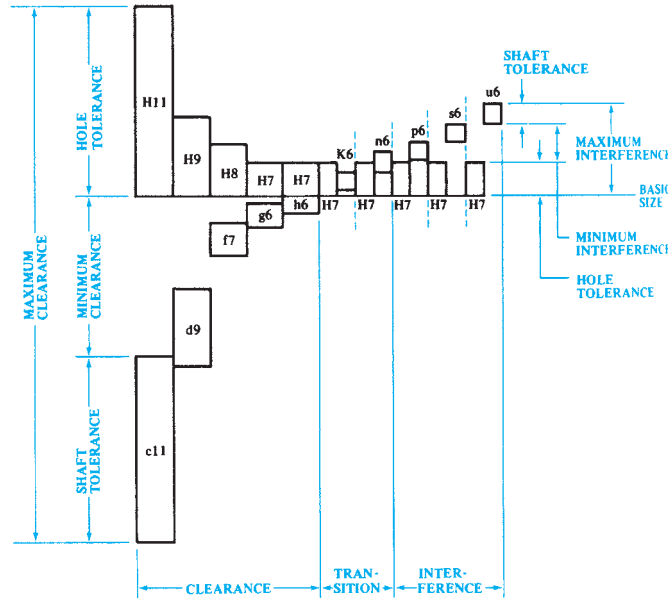 SHAFT
TOLERANCE
u6
s6
H11
HOLE
TOLERANCE
p6
n6
K6
MAXIMUM
INTERFERENCE
H9
H8
H7
H7
BASIC
SIZE
h6
H7
H7
H7
H7
H7
g6
f7
MINIMUM
INTERFERENCE
HOLE
TOLERANCE
MAXIMUM
CLEARANCE
MINIMUM
CLEARANCE
d9
c11
SHAFT
TOLERANCE
CLEARANCE
TRAN-
SITION
INTER-
FERENCE